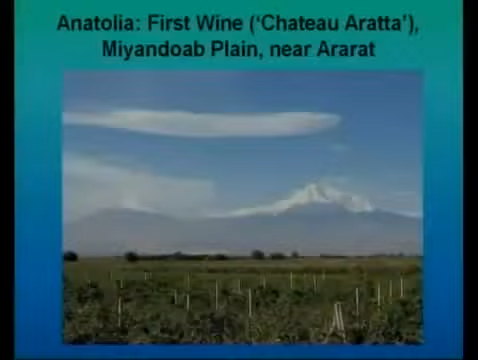 Anatolia: First Wine (‘Chateau Aratta’),
Miyandoab Plain, near Ararat